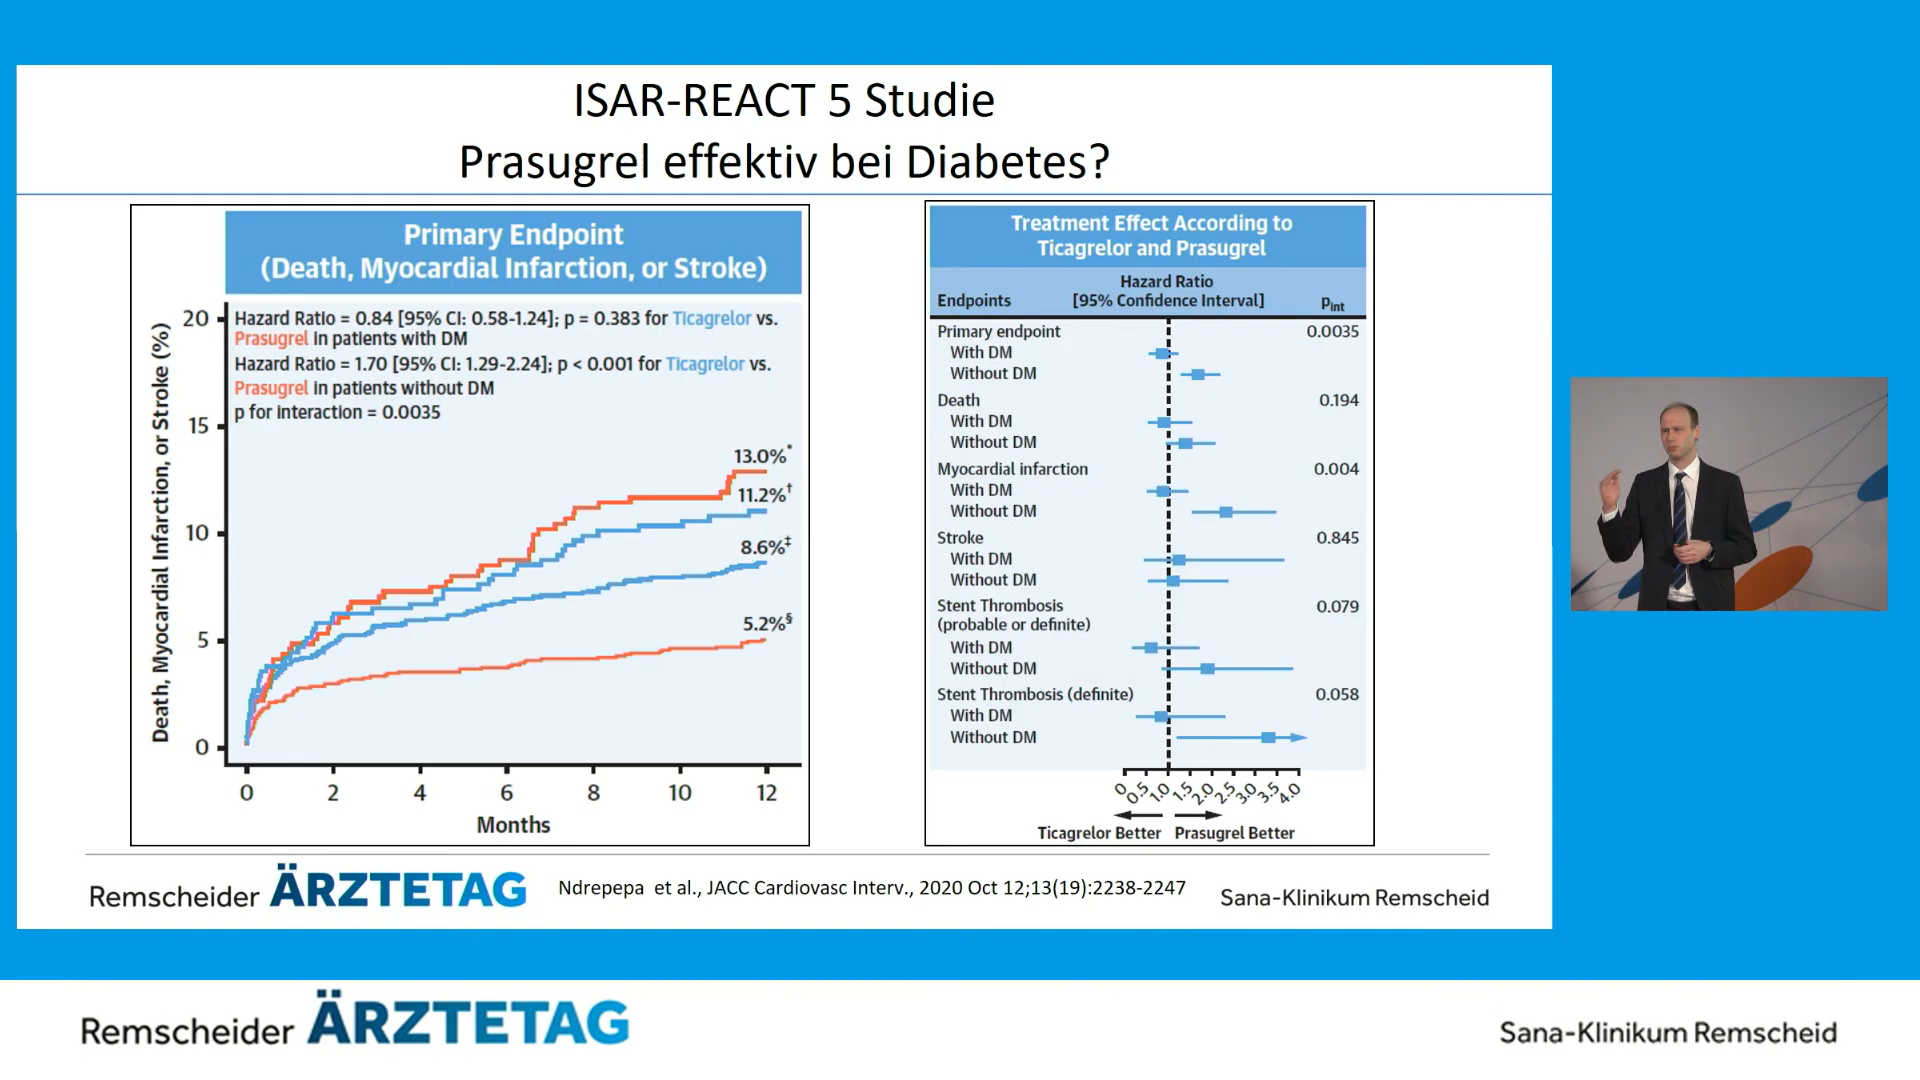 ISAR-REACT 5 Studie
Prasugrel effektiv bei Diabetes?
Primary Endpoint
(Death, Myocardial Infarction, or Stroke)
Death, Myocardial Infarction, or Stroke (%)
20
15
10
5
0
Hazard Ratio = 0.84 [95% CI: 0.58-1.24]; p = 0.383 for Ticagrelor vs.
Prasugrel in patients with DM
Hazard Ratio = 1.70 [95% CI: 1.29-2.24]; p < 0.001 for Ticagrelor vs.
Prasugrel in patients without DM
p for interaction = 0.0035
13.0%*
11.2%†
8.6%‡
5.2%§
0 2 4 6 8 10 12
Months
Treatment Effect According to
Ticagrelor and Prasugrel
Hazard Ratio
Endpoints [95% Confidence Interval] Pint
Primary endpoint 0.0035
With DM
Without DM
Death 0.194
With DM
Without DM
Myocardial infarction 0.004
With DM
Without DM
Stroke 0.845
With DM
Without DM
Stent Thrombosis 0.079
(probable or definite)
With DM
Without DM
Stent Thrombosis (definite) 0.058
With DM
Without DM
0 0.5 1.0 1.5 2.0 2.5 3.0 3.5 4.0
Ticagrelor Better Prasugrel Better
Remscheider ÄRZTETAG
Ndrepepa et al., JACC Cardiovasc Interv., 2020 Oct 12;13(19):2238-2247
Sana-Klinikum Remscheid
Remscheider ÄRZTETAG
Sana-Klinikum Remscheid